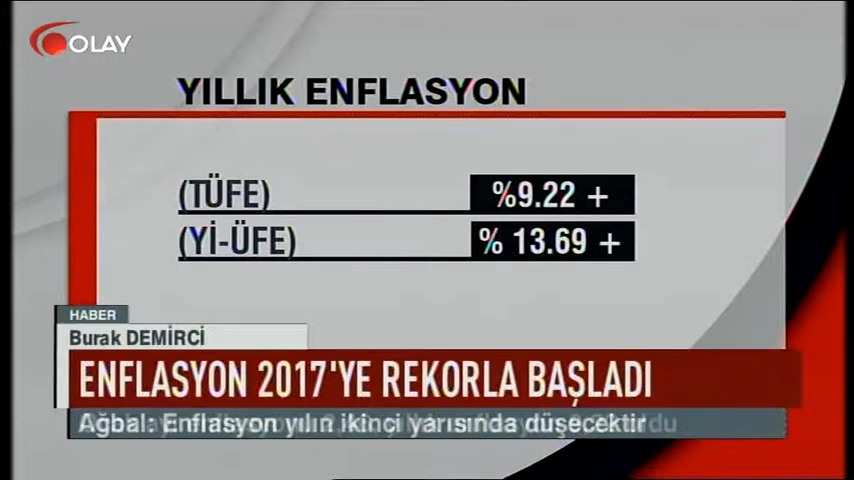 OLAY
YILLIK ENFLASYON
(TÜFE) %9.22 +
(Yİ-ÜFE) % 13.69 +
HABER
Burak DEMİRCİ
ENFLASYON 2017'YE REKORLA BAŞLADI
Ağbal: Enflasyon yılın ikinci yarısında düşecektir